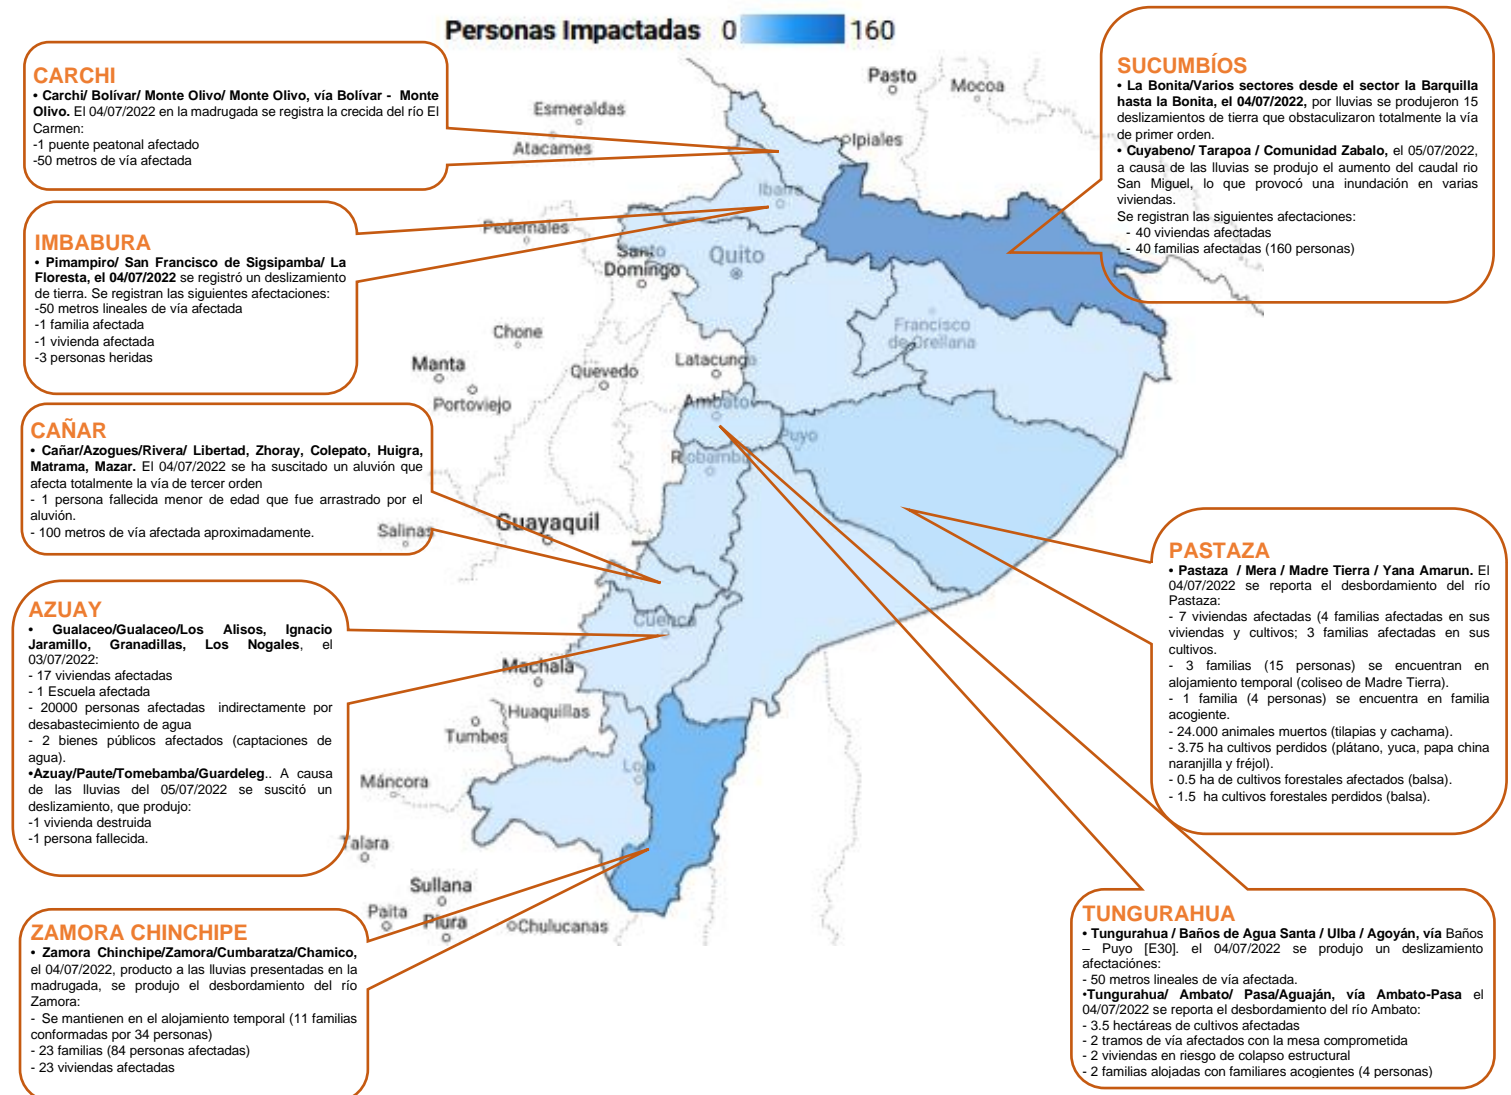 Personas Impactadas 0 160
CARCHI
• Carchi/ Bolívar/ Monte Olivo/ Monte Olivo, vía Bolívar - Monte
Olivo. El 04/07/2022 en la madrugada se registra la crecida del río El
Carmen:
-1 puente peatonal afectado
-50 metros de vía afectada
IMBABURA
• Pimampiro/ San Francisco de Sigsipamba/ La
Floresta, el 04/07/2022 se registró un deslizamiento
de tierra. Se registran las siguientes afectaciones:
-50 metros lineales de vía afectada
-1 familia afectada
-1 vivienda afectada
-3 personas heridas
CAÑAR
• Cañar/Azogues/Rivera/ Libertad, Zhoray, Colepato, Huigra,
Matrama, Mazar. El 04/07/2022 se ha suscitado un aluvión que
afecta totalmente la vía de tercer orden
- 1 persona fallecida menor de edad que fue arrastrado por el
aluvión.
- 100 metros de vía afectada aproximadamente.
AZUAY
• Gualaceo/Gualaceo/Los Alisos, Ignacio
Jaramillo, Granadillas, Los Nogales, el
03/07/2022:
- 17 viviendas afectadas
- 1 Escuela afectada
- 20000 personas afectadas indirectamente por
desabastecimiento de agua
- 2 bienes públicos afectados (captaciones de
agua).
•Azuay/Paute/Tomebamba/Guardeleg.. A causa
de las lluvias del 05/07/2022 se suscitó un
deslizamiento, que produjo:
-1 vivienda destruida
-1 persona fallecida.
ZAMORA CHINCHIPE
• Zamora Chinchipe/Zamora/Cumbaratza/Chamico,
el 04/07/2022, producto a las lluvias presentadas en la
madrugada, se produjo el desbordamiento del río
Zamora:
- Se mantienen en el alojamiento temporal (11 familias
conformadas por 34 personas)
- 23 familias (84 personas afectadas)
- 23 viviendas afectadas
SUCUMBÍOS
• La Bonita/Varios sectores desde el sector la Barquilla
hasta la Bonita, el 04/07/2022, por lluvias se produjeron 15
deslizamientos de tierra que obstaculizaron totalmente la vía
de primer orden.
• Cuyabeno/ Tarapoa / Comunidad Zabalo, el 05/07/2022,
a causa de las lluvias se produjo el aumento del caudal rio
San Miguel, lo que provocó una inundación en varias
viviendas.
Se registran las siguientes afectaciones:
- 40 viviendas afectadas
- 40 familias afectadas (160 personas)
PASTAZA
• Pastaza / Mera / Madre Tierra / Yana Amarun. El
04/07/2022 se reporta el desbordamiento del río
Pastaza:
- 7 viviendas afectadas (4 familias afectadas en sus
viviendas y cultivos; 3 familias afectadas en sus
cultivos.
- 3 familias (15 personas) se encuentran en
alojamiento temporal (coliseo de Madre Tierra).
- 1 familia (4 personas) se encuentra en familia
acogiente.
- 24.000 animales muertos (tilapias y cachama).
- 3.75 ha cultivos perdidos (plátano, yuca, papa china
naranjilla y fréjol).
- 0.5 ha de cultivos forestales afectados (balsa).
- 1.5 ha cultivos forestales perdidos (balsa).
TUNGURAHUA
• Tungurahua / Baños de Agua Santa / Ulba / Agoyán, vía Baños
– Puyo [E30]. el 04/07/2022 se produjo un deslizamiento
afectaciónes:
- 50 metros lineales de vía afectada.
•Tungurahua/ Ambato/ Pasa/Aguaján, vía Ambato-Pasa el
04/07/2022 se reporta el desbordamiento del río Ambato:
- 3.5 hectáreas de cultivos afectadas
- 2 tramos de vía afectados con la mesa comprometida
- 2 viviendas en riesgo de colapso estructural
- 2 familias alojadas con familiares acogientes (4 personas)
Pasto
Mocoa
Esmeraldas
Atacames
Ipiales
Ibarra
Pedernales
Santo
Domingo
Quito
Francisco
de Orellana
Chone
Manta
Portoviejo
Quevedo
Latacunga
Ambato
Puyo
Riobamba
Guayaquil
Salinas
Cuenca
Machala
Huaquillas
Tumbes
Loja
Máncora
Talara
Sullana
Paita
Piura
Chulucanas